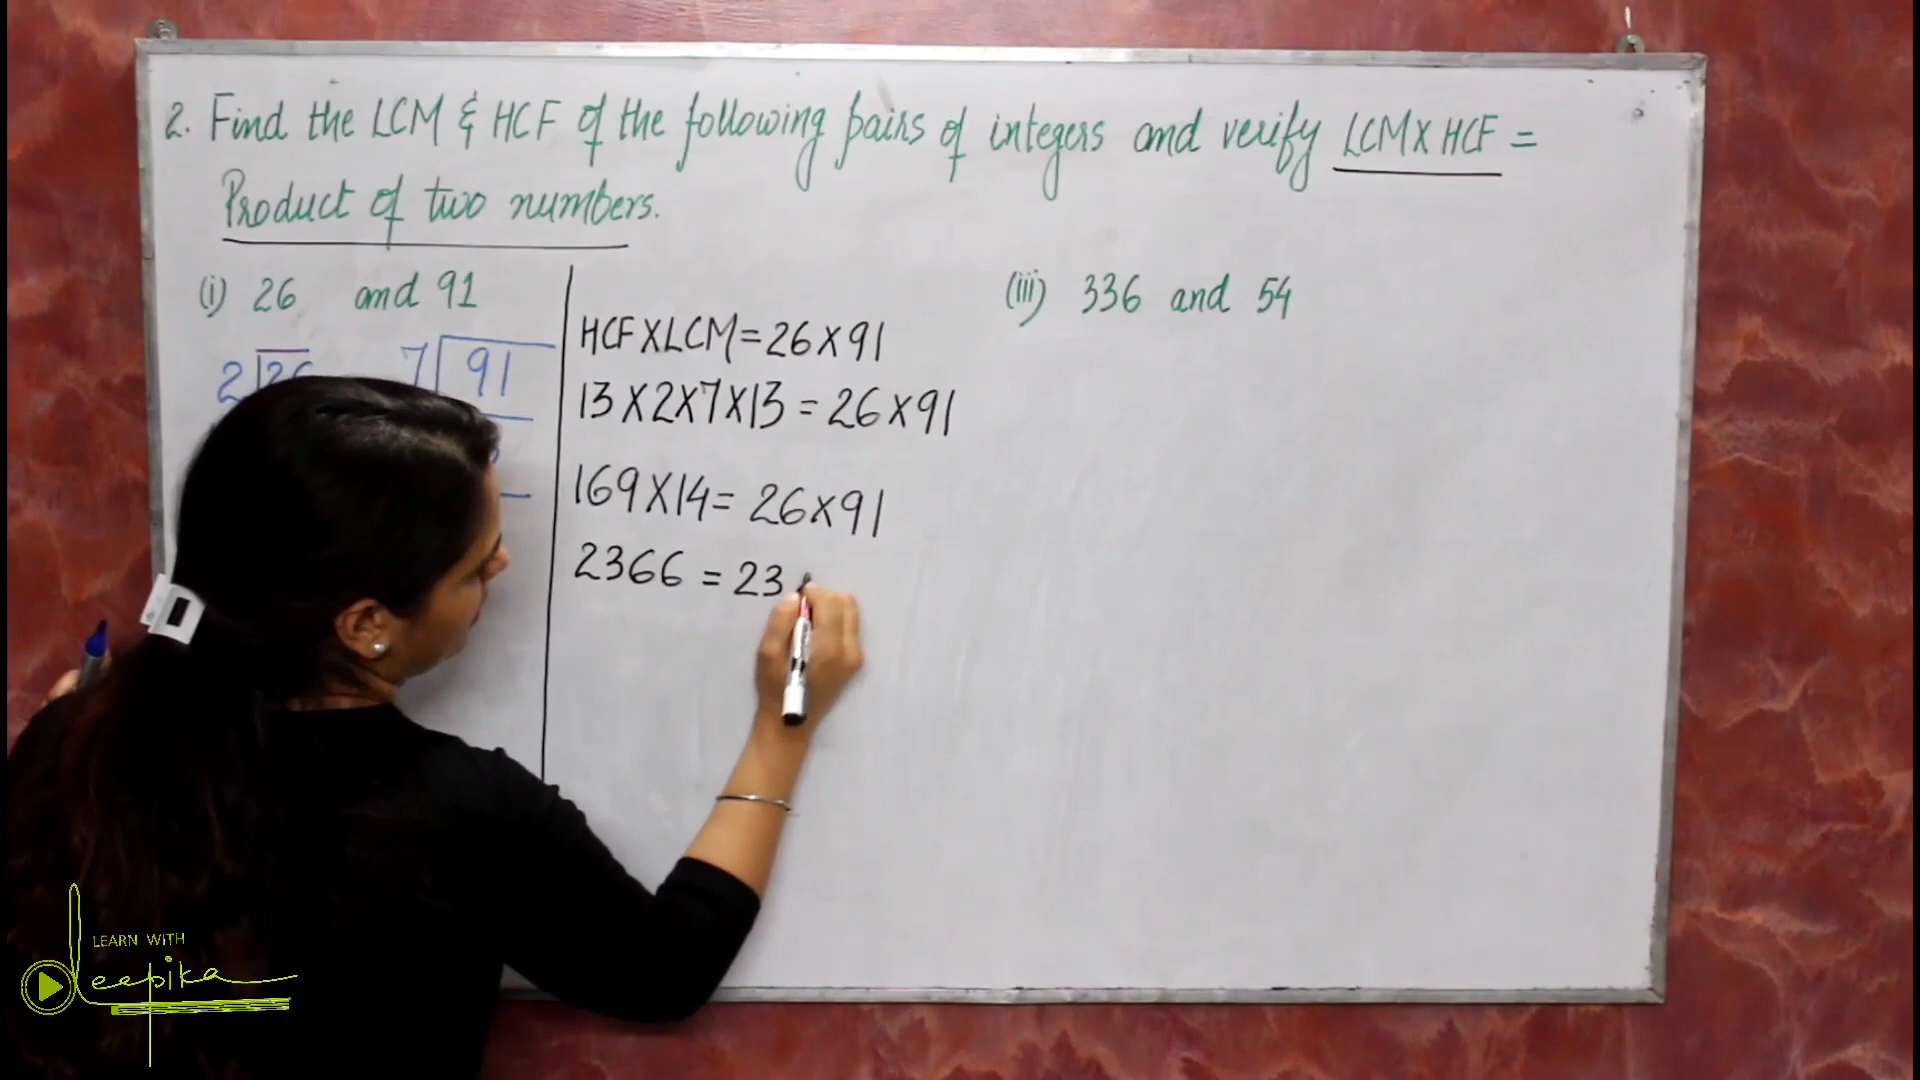 2. Find the LCM & HCF of the following pairs of integers and verify LCM X HCF =
Product of two numbers.
(i) 26 and 91
2 26 7 91
HCF X LCM = 26 X 91
13 X 2 X 7 X 13 = 26 X 91
169 X 14 = 26 X 91
2366 = 23
(iii) 336 and 54
LEARN WITH
Deepika